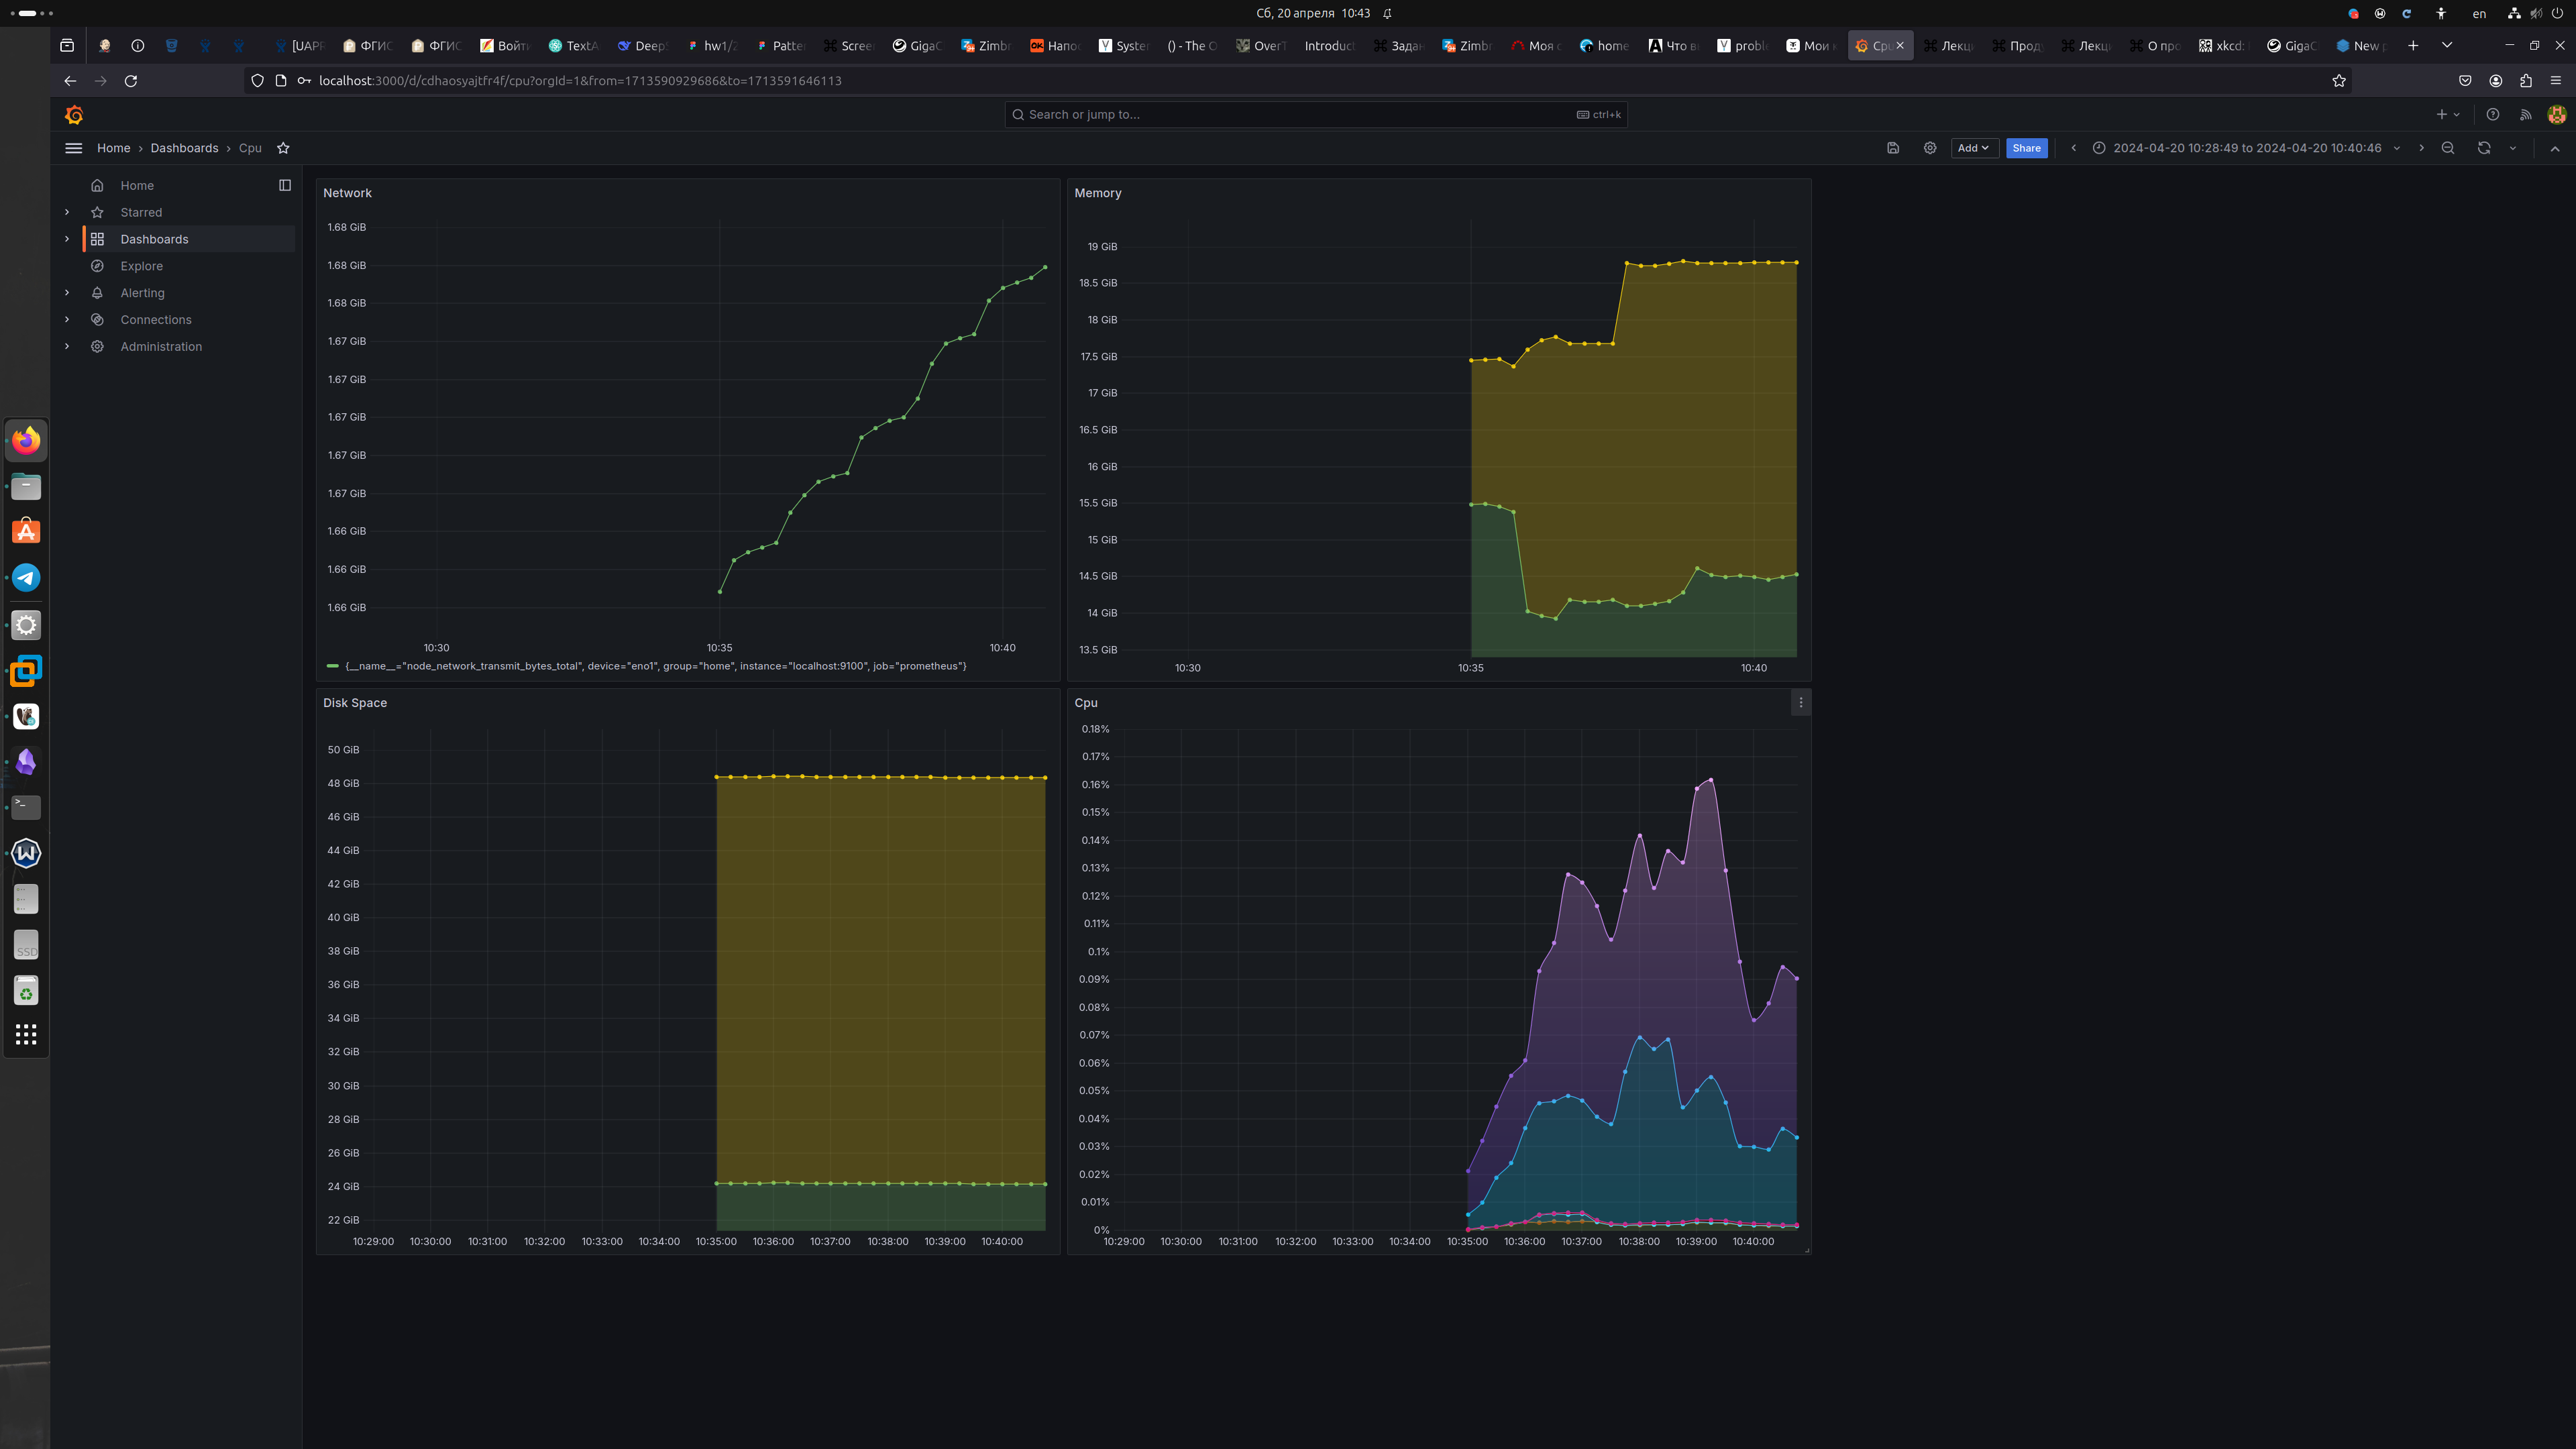 Сб, 20 апреля 10:43
en
[UAPR
ФГИС
ФГИС
Войти
TextA
Deep
hw1/2
Patter
Scree
GigaC
Zimbr
Напо
Syster
() - The O
OverT
Introduct
Задан
Zimbr
Моя с
home
Что в
proble
Мои к
Cpu
Лекц
Прод
Лекц
О про
xkcd:
GigaC
New p
localhost:3000/d/cdhaosyajtfr4f/cpu?orgId=1&from=1713590929686&to=1713591646113
Search or jump to...
ctrl+k
Home › Dashboards › Cpu
Add
Share
2024-04-20 10:28:49 to 2024-04-20 10:40:46
Home
Starred
Dashboards
Explore
Alerting
Connections
Administration
SSD
Network
1.68 GiB
1.68 GiB
1.68 GiB
1.67 GiB
1.67 GiB
1.67 GiB
1.67 GiB
1.67 GiB
1.66 GiB
1.66 GiB
1.66 GiB
10:30 10:35 10:40
{__name__="node_network_transmit_bytes_total", device="eno1", group="home", instance="localhost:9100", job="prometheus"}
Memory
19 GiB
18.5 GiB
18 GiB
17.5 GiB
17 GiB
16.5 GiB
16 GiB
15.5 GiB
15 GiB
14.5 GiB
14 GiB
13.5 GiB
10:30 10:35 10:40
Disk Space
50 GiB
48 GiB
46 GiB
44 GiB
42 GiB
40 GiB
38 GiB
36 GiB
34 GiB
32 GiB
30 GiB
28 GiB
26 GiB
24 GiB
22 GiB
10:29:00 10:30:00 10:31:00 10:32:00 10:33:00 10:34:00 10:35:00 10:36:00 10:37:00 10:38:00 10:39:00 10:40:00
Cpu
0.18%
0.17%
0.16%
0.15%
0.14%
0.13%
0.12%
0.11%
0.1%
0.09%
0.08%
0.07%
0.06%
0.05%
0.04%
0.03%
0.02%
0.01%
0%
10:29:00 10:30:00 10:31:00 10:32:00 10:33:00 10:34:00 10:35:00 10:36:00 10:37:00 10:38:00 10:39:00 10:40:00